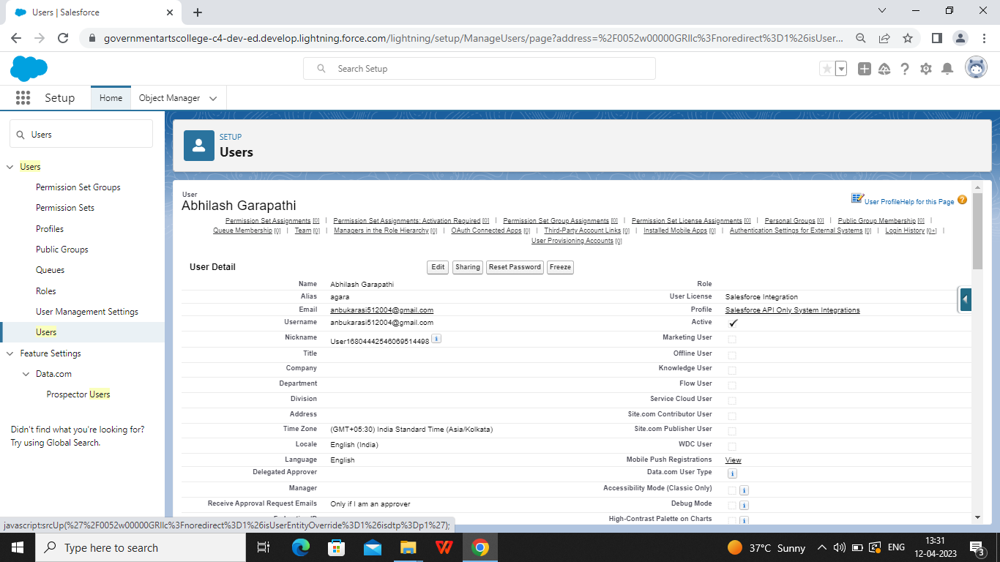 Users | Salesforce
governmentartscollege-c4-dev-ed.develop.lightning.force.com/lightning/setup/ManageUsers/page?address=%2F0052w00000GRllc%3Fnoredirect%3D1%26isUser...
Search Setup
Setup
Home
Object Manager
Users
Users
Permission Set Groups
Permission Sets
Profiles
Public Groups
Queues
Roles
User Management Settings
Users
Feature Settings
Data.com
Prospector Users
Didn't find what you're looking for?
Try using Global Search.
SETUP
Users
User
Abhilash Garapathi
User Profile Help for this Page
Permission Set Assignments [0] | Permission Set Assignments: Activation Required [0] | Permission Set Group Assignments [0] | Permission Set License Assignments [0] | Personal Groups [0] | Public Group Membership [0] |
Queue Membership [0] | Team [0] | Managers in the Role Hierarchy [0] | OAuth Connected Apps [0] | Third-Party Account Links [0] | Installed Mobile Apps [0] | Authentication Settings for External Systems [0] | Login History [0+] |
User Provisioning Accounts [0]
User Detail
Edit Sharing Reset Password Freeze
Name Abhilash Garapathi Role
Alias agara User License Salesforce Integration
Email anbukarasi512004@gmail.com Profile Salesforce API Only System Integrations
Username anbukarasi512004@gmail.com Active
Nickname User16804442546069514498 Marketing User
Title Offline User
Company Knowledge User
Department Flow User
Division Service Cloud User
Address Site.com Contributor User
Time Zone (GMT+05:30) India Standard Time (Asia/Kolkata) Site.com Publisher User
Locale English (India) WDC User
Language English Mobile Push Registrations View
Delegated Approver Data.com User Type
Manager Accessibility Mode (Classic Only)
Receive Approval Request Emails Only if I am an approver Debug Mode
High-Contrast Palette on Charts
javascript:srcUp(%27%2F0052w00000GRllc%3Fnoredirect%3D1%26isUserEntityOverride%3D1%26isdtp%3Dp1%27);
Type here to search
37°C Sunny
ENG
13:31
12-04-2023
3